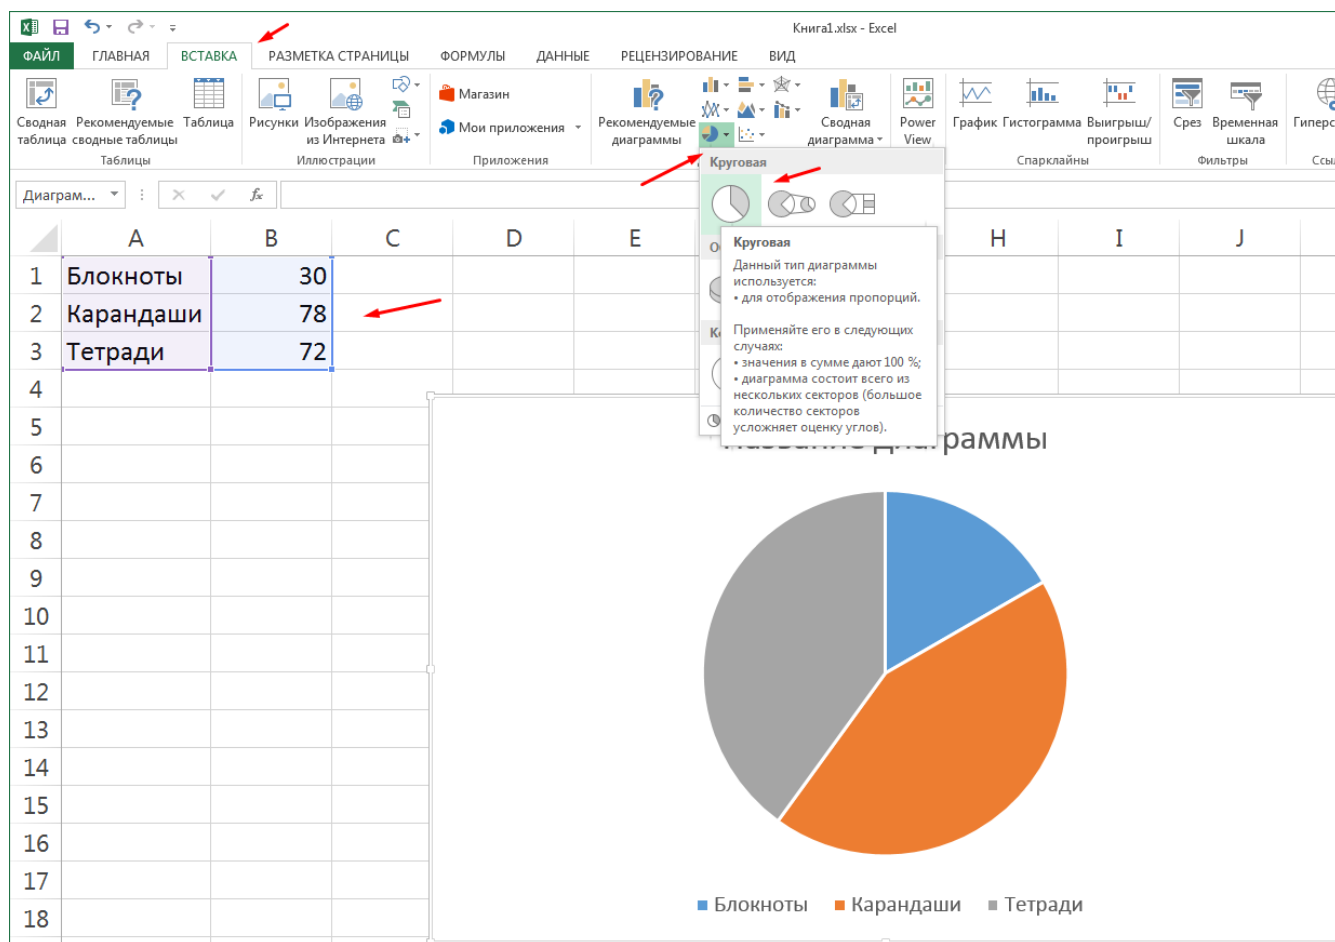 Книга1.xlsx - Excel
ФАЙЛ ГЛАВНАЯ ВСТАВКА РАЗМЕТКА СТРАНИЦЫ ФОРМУЛЫ ДАННЫЕ РЕЦЕНЗИРОВАНИЕ ВИД
Сводная таблица
Рекомендуемые сводные таблицы
Таблица
Таблицы
Рисунки
Изображения из Интернета
Иллюстрации
Магазин
Мои приложения
Приложения
Рекомендуемые диаграммы
Сводная диаграмма
Power View
График
Гистограмма
Выигрыш/проигрыш
Спарклайны
Срез
Временная шкала
Фильтры
Диаграм...
fx
Круговая
Круговая
Данный тип диаграммы
используется:
• для отображения пропорций.
Применяйте его в следующих
случаях:
• значения в сумме дают 100 %;
• диаграмма состоит всего из
нескольких секторов (большое
количество секторов
усложняет оценку углов).
A B C D E H I J
1 Блокноты 30
2 Карандаши 78
3 Тетради 72
4
5
6
7
8
9
10
11
12
13
14
15
16
17
18
Блокноты Карандаши Тетради